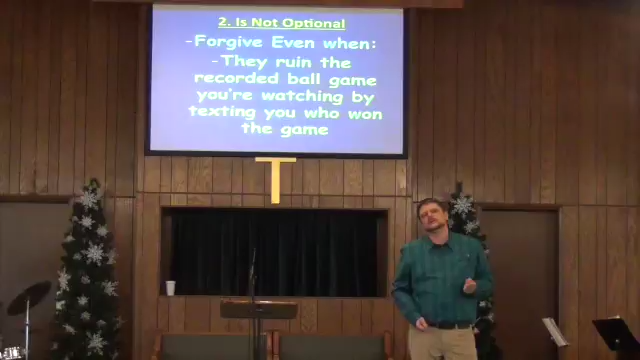 2. Is Not Optional
-Forgive Even when:
-They ruin the
recorded ball game
you're watching by
texting you who won
the game